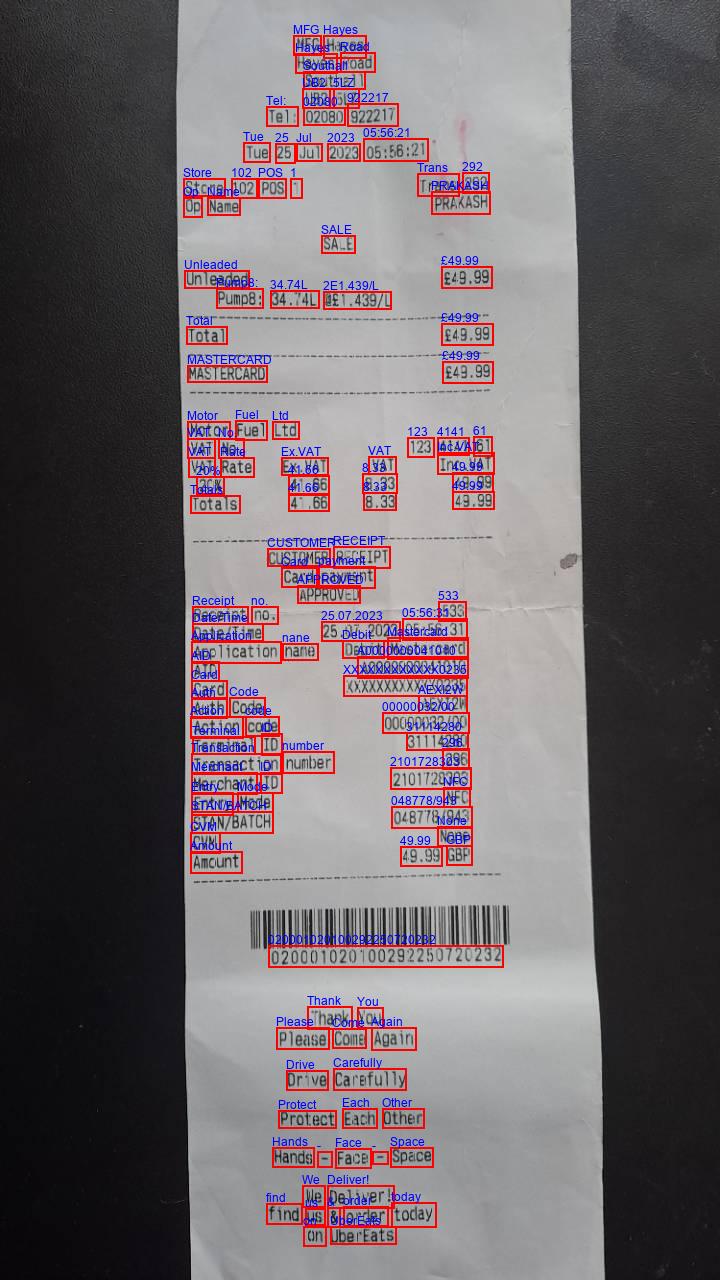 MFG Hayes
Hayes Road
Southall
UB2 5LZ
Tel: 02080 922217
Tue 25 Jul 2023 05:56:21
Store 102 POS 1 Trans 292
Op Name PRAKASH
SALE
Unleaded £49.99
Pump8: 34.74L @£1.439/L
Total £49.99
MASTERCARD £49.99
Motor Fuel Ltd
VAT No. 123 4141 61
VAT Rate Ex.VAT VAT Inc.VAT
20% 41.66 8.33 49.99
Totals 41.66 8.33 49.99
CUSTOMER RECEIPT
Card payment
APPROVED
Receipt no. 533
Date/Time 25.07.2023 05:56:31
Application name Debit Mastercard
AID A0000000041010
Card XXXXXXXXXXXX0236
Auth Code AEXI2W
Action code 00000032/00
Terminal ID 31114280
Transaction number 296
Merchant ID 2101728303
Entry Mode NFC
STAN/BATCH 048778/943
CVM None
Amount 49.99 GBP
020001020100292250720232
Thank You
Please Come Again
Drive Carefully
Protect Each Other
Hands - Face - Space
We Deliver!
find us & order today
on UberEats